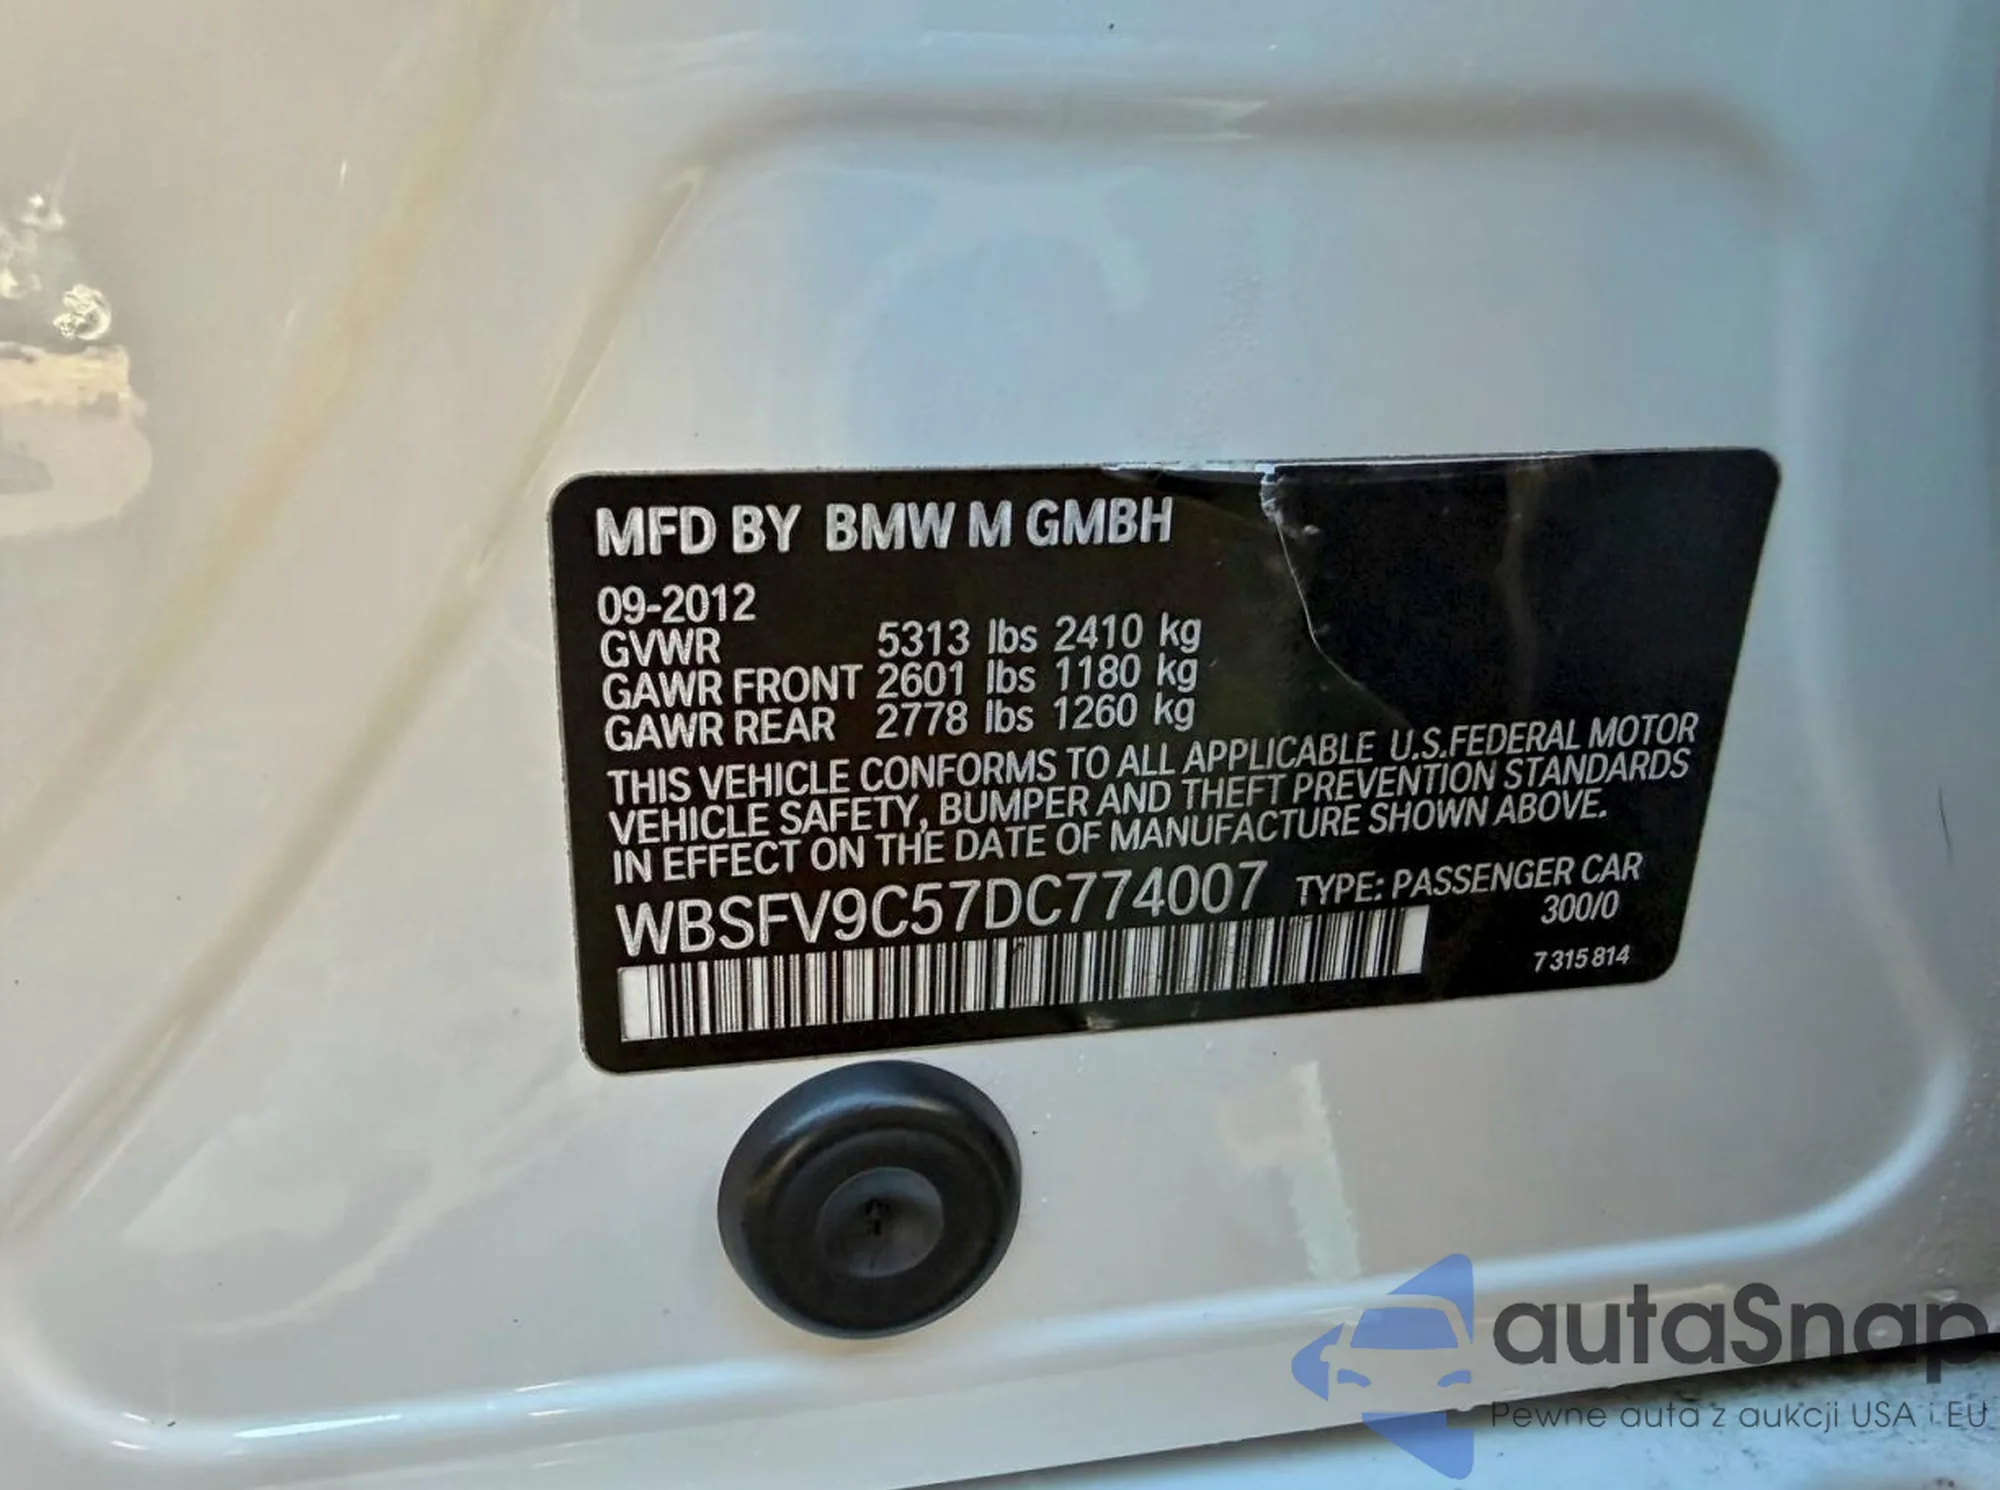 MFD BY BMW M GMBH
09-2012
GVWR 5313 lbs 2410 kg
GAWR FRONT 2601 lbs 1180 kg
GAWR REAR 2778 lbs 1260 kg
THIS VEHICLE CONFORMS TO ALL APPLICABLE U.S.FEDERAL MOTOR
VEHICLE SAFETY, BUMPER AND THEFT PREVENTION STANDARDS
IN EFFECT ON THE DATE OF MANUFACTURE SHOWN ABOVE.
WBSFV9C57DC774007 TYPE: PASSENGER CAR
300/0
7 315 814
autaSnap
Pewne auta z aukcji USA i EU